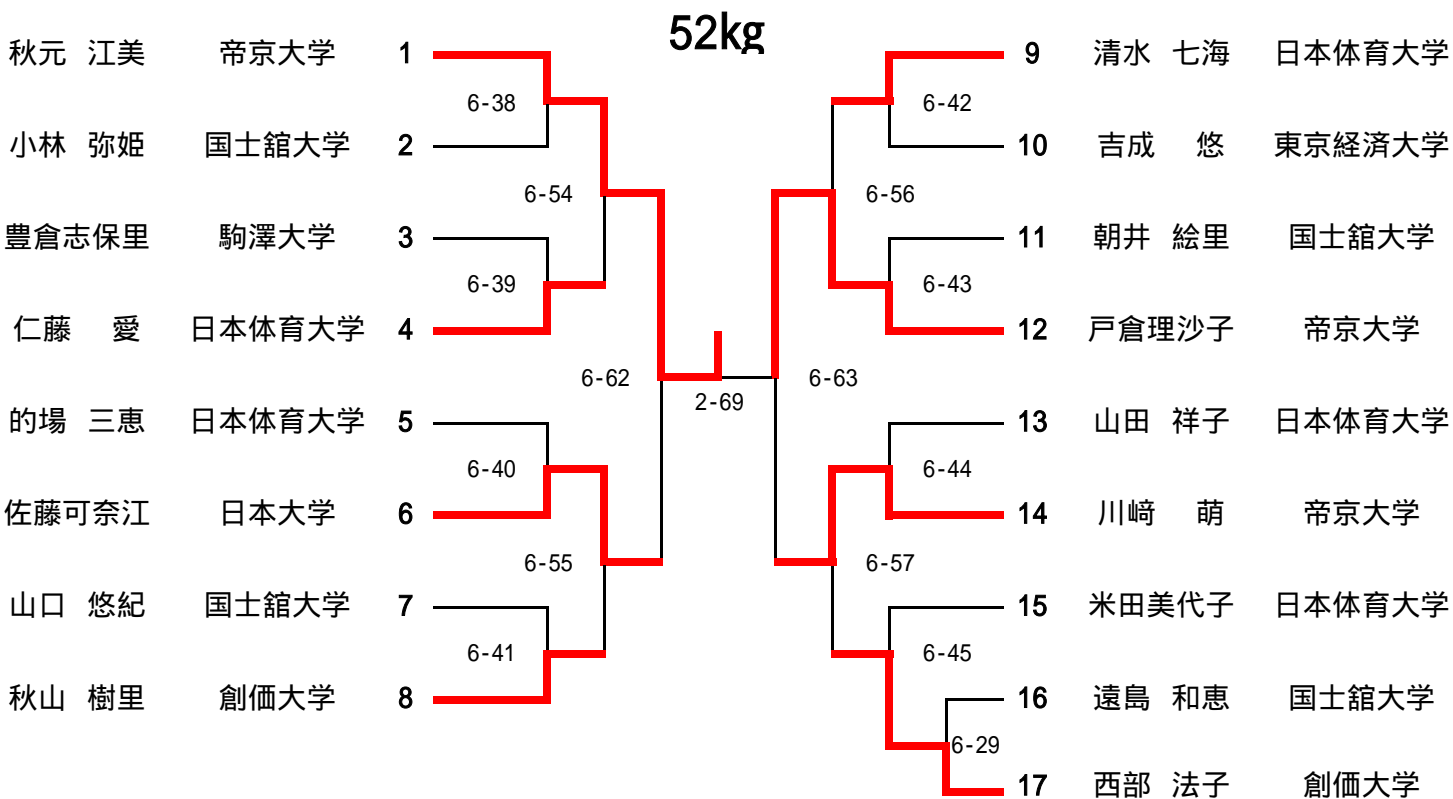 52kg
秋元 江美 帝京大学 1
6-38
小林 弥姫 国士舘大学 2
6-54
豊倉志保里 駒澤大学 3
6-39
仁藤 愛 日本体育大学 4
6-62
的場 三恵 日本体育大学 5
6-40
佐藤可奈江 日本大学 6
6-55
山口 悠紀 国士舘大学 7
6-41
秋山 樹里 創価大学 8
2-69
9 清水 七海 日本体育大学
6-42
10 吉成 悠 東京経済大学
6-56
11 朝井 絵里 国士舘大学
6-43
12 戸倉理沙子 帝京大学
6-63
13 山田 祥子 日本体育大学
6-44
14 川﨑 萌 帝京大学
6-57
15 米田美代子 日本体育大学
6-45
16 遠島 和恵 国士舘大学
6-29
17 西部 法子 創価大学